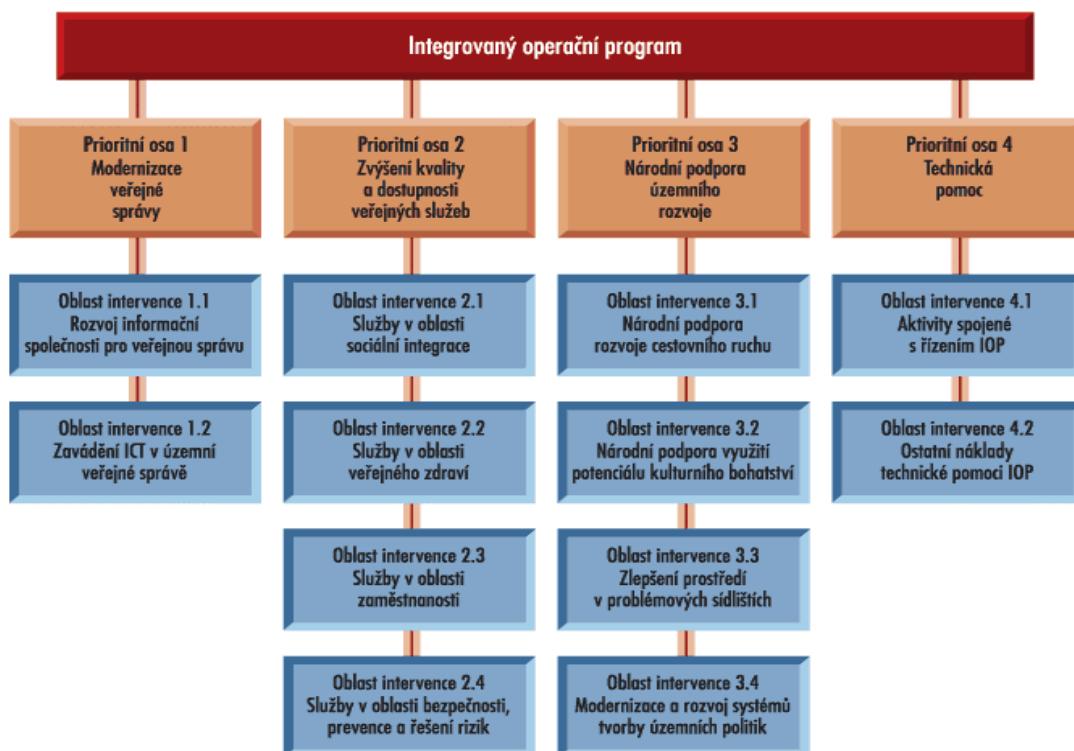 Integrovaný operační program
Prioritní osa 1
Modernizace
veřejné
správy
Prioritní osa 2
Zvýšení kvality
a dostupnosti
veřejných služeb
Prioritní osa 3
Národní podpora
územního
rozvoje
Prioritní osa 4
Technická
pomoc
Oblast intervence 1.1
Rozvoj informační
společnosti pro veřejnou správu
Oblast intervence 2.1
Služby v oblasti
sociální integrace
Oblast intervence 3.1
Národní podpora
rozvoje cestovního ruchu
Oblast intervence 4.1
Aktivity spojené
s řízením IOP
Oblast intervence 1.2
Zavádění ICT v územní
veřejné správě
Oblast intervence 2.2
Služby v oblasti
veřejného zdraví
Oblast intervence 3.2
Národní podpora využití
potenciálu kulturního bohatství
Oblast intervence 4.2
Ostatní náklady
technické pomoci IOP
Oblast intervence 2.3
Služby v oblasti
zaměstnanosti
Oblast intervence 3.3
Zlepšení prostředí
v problémových sídlištích
Oblast intervence 2.4
Služby v oblasti bezpečnosti,
prevence a řešení rizik
Oblast intervence 3.4
Modernizace a rozvoj systémů
tvorby územních politik